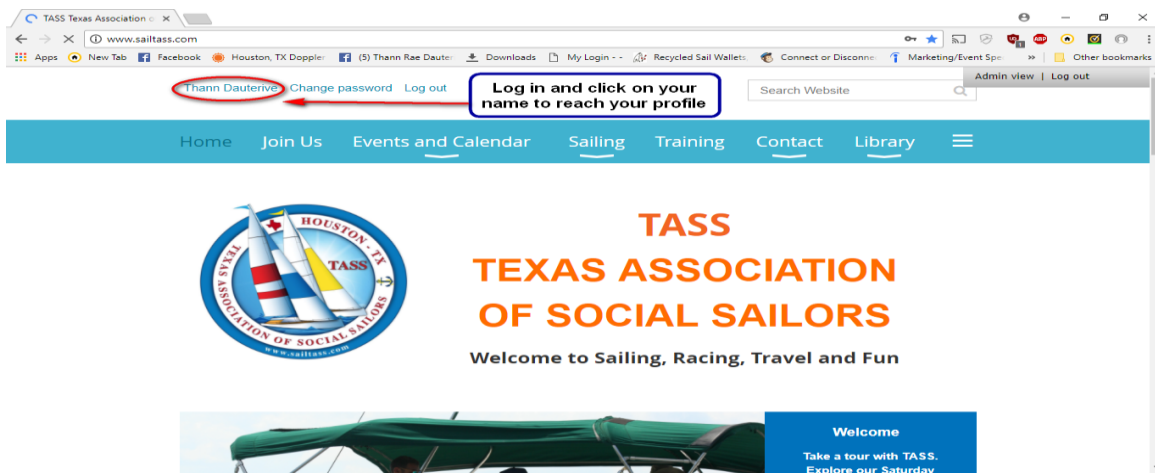 TASS Texas Association o
www.sailtass.com
Apps New Tab Facebook Houston, TX Doppler (5) Thann Rae Dauter Downloads My Login - - Recycled Sail Wallets, Connect or Disconne Marketing/Event Spe » Other bookmarks
Admin view | Log out
Thann Dauterive Change password Log out
Log in and click on your
name to reach your profile
Search Website
Home Join Us Events and Calendar Sailing Training Contact Library
HOUSTON - TX
TASS
TEXAS ASSOCIATION OF SOCIAL SAILORS
www.sailtass.com
TASS
TEXAS ASSOCIATION
OF SOCIAL SAILORS
Welcome to Sailing, Racing, Travel and Fun
Welcome
Take a tour with TASS.
Explore our Saturday